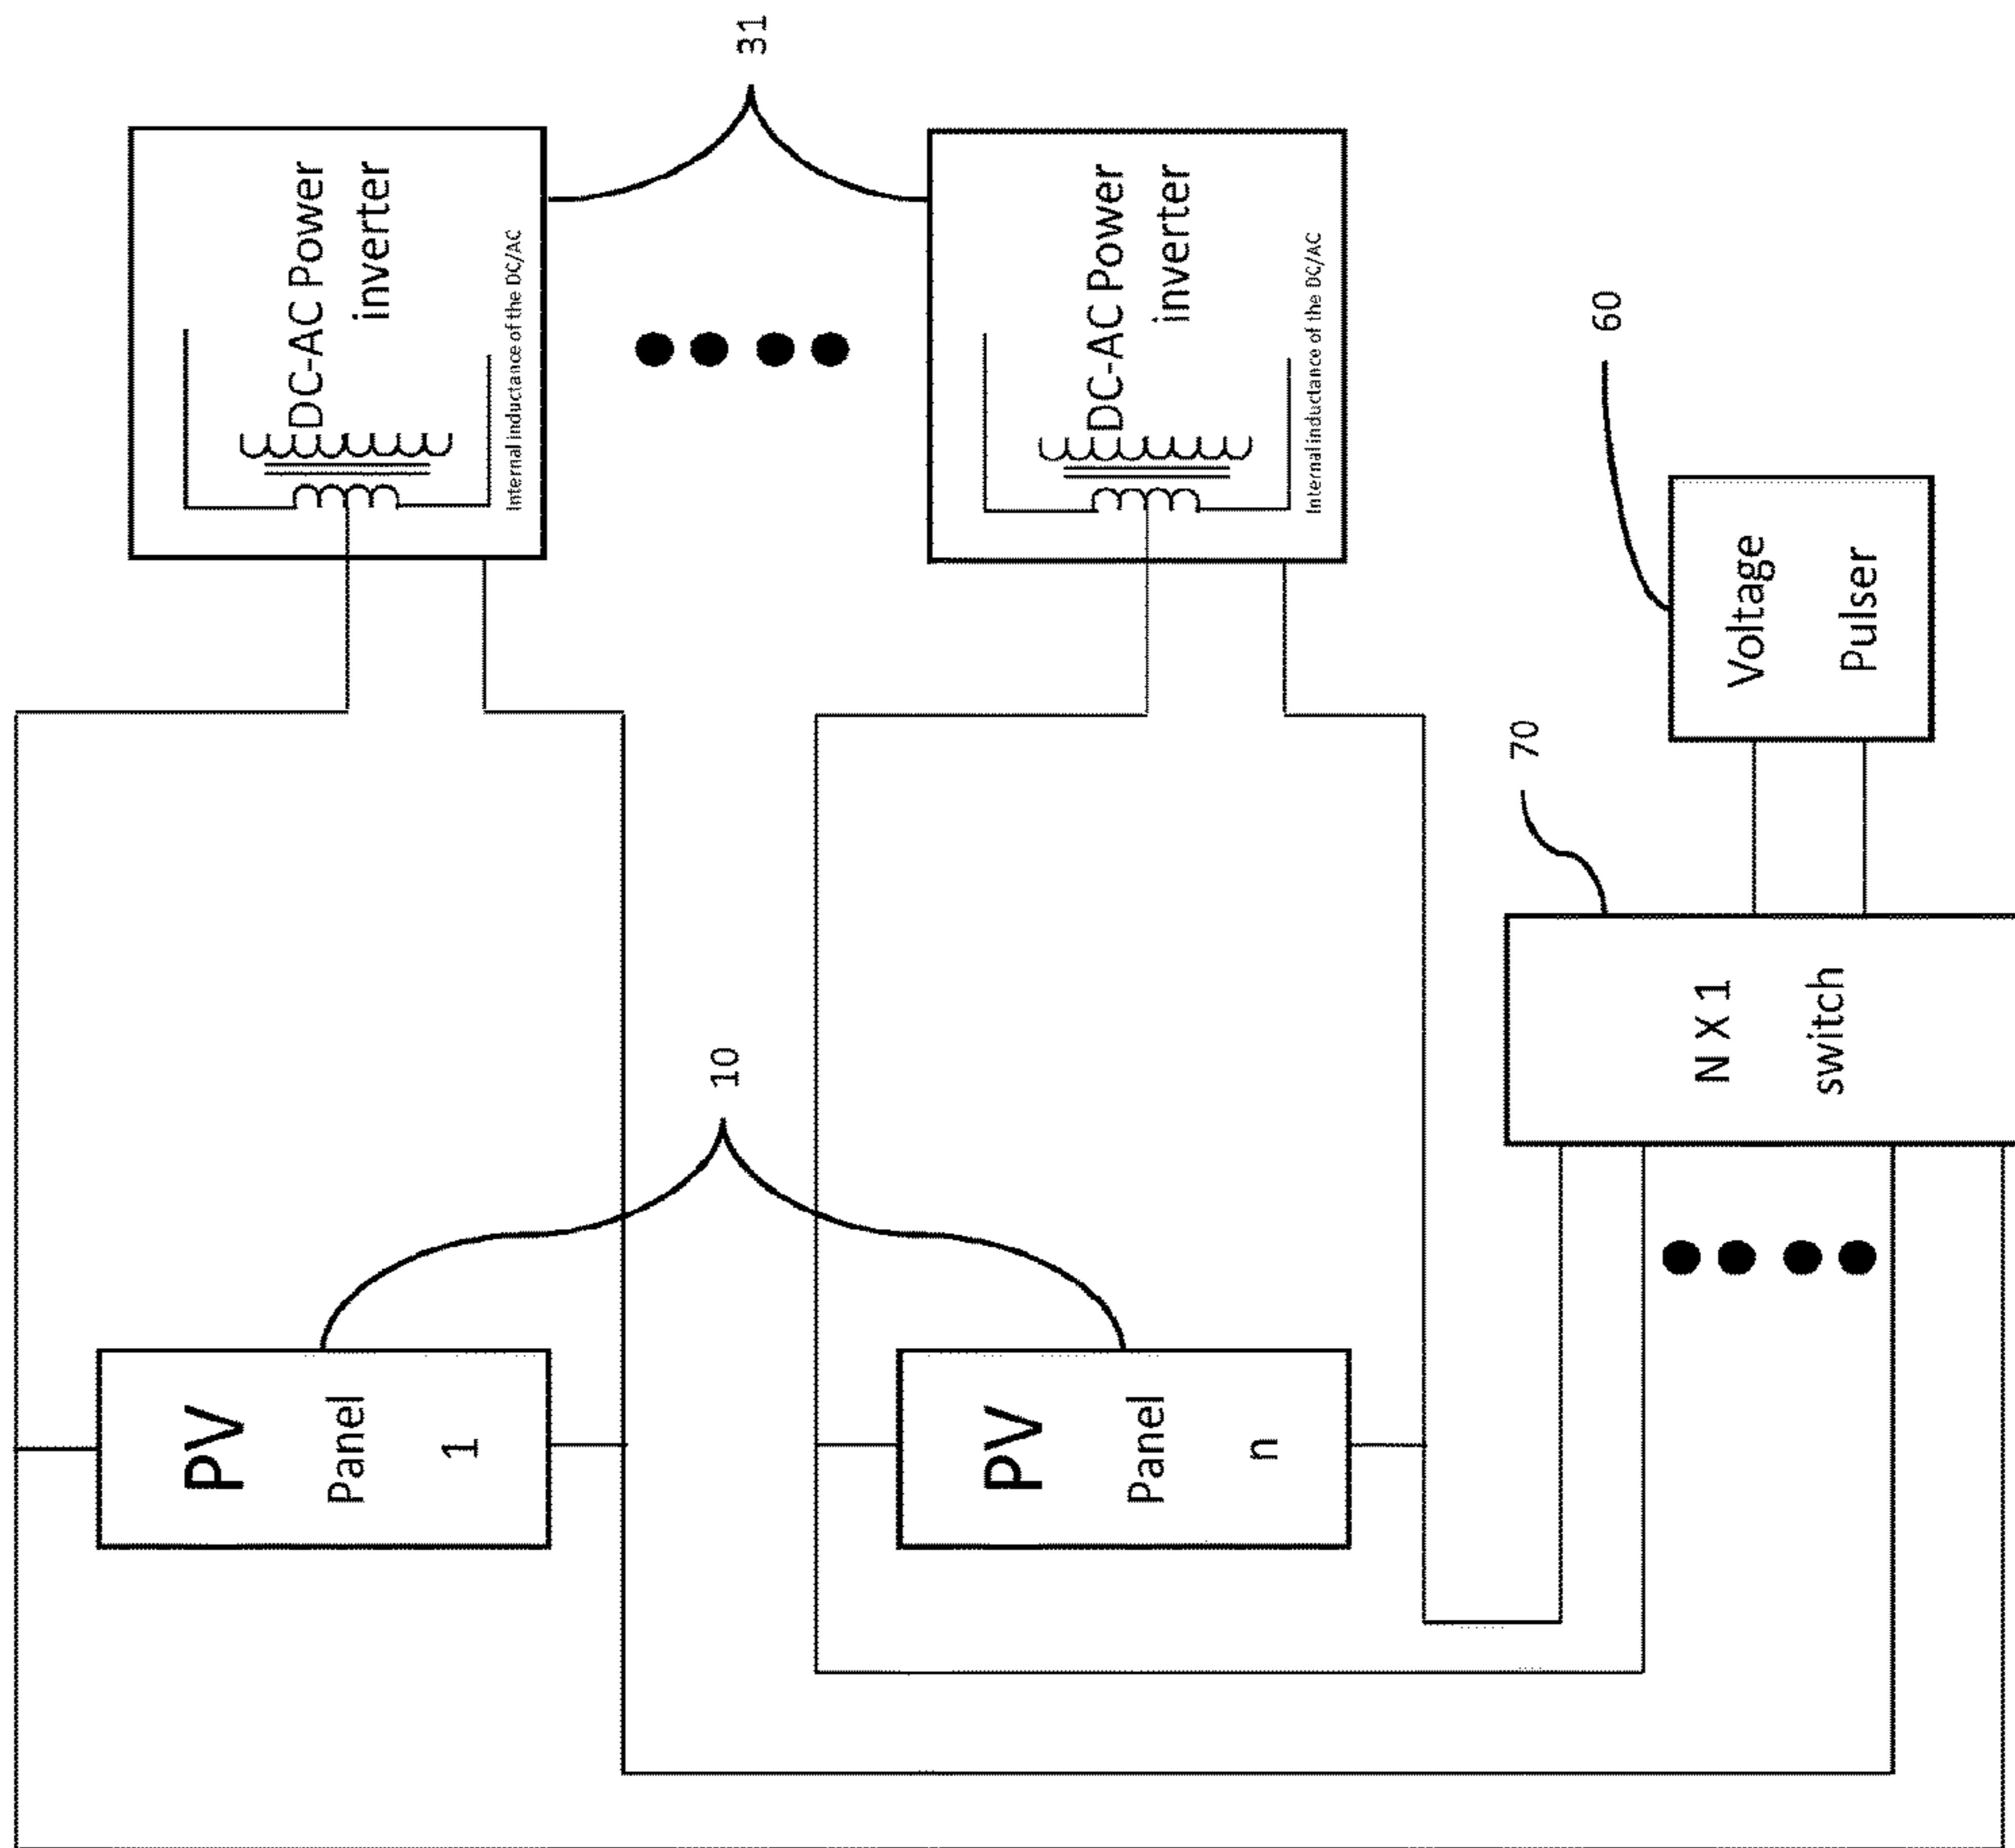 PV
Panel
1
DC-AC Power
inverter
Internal inductance of the DC/AC
10
31
PV
Panel
n
DC-AC Power
inverter
Internal inductance of the DC/AC
70
60
N X 1
switch
Voltage
Pulser